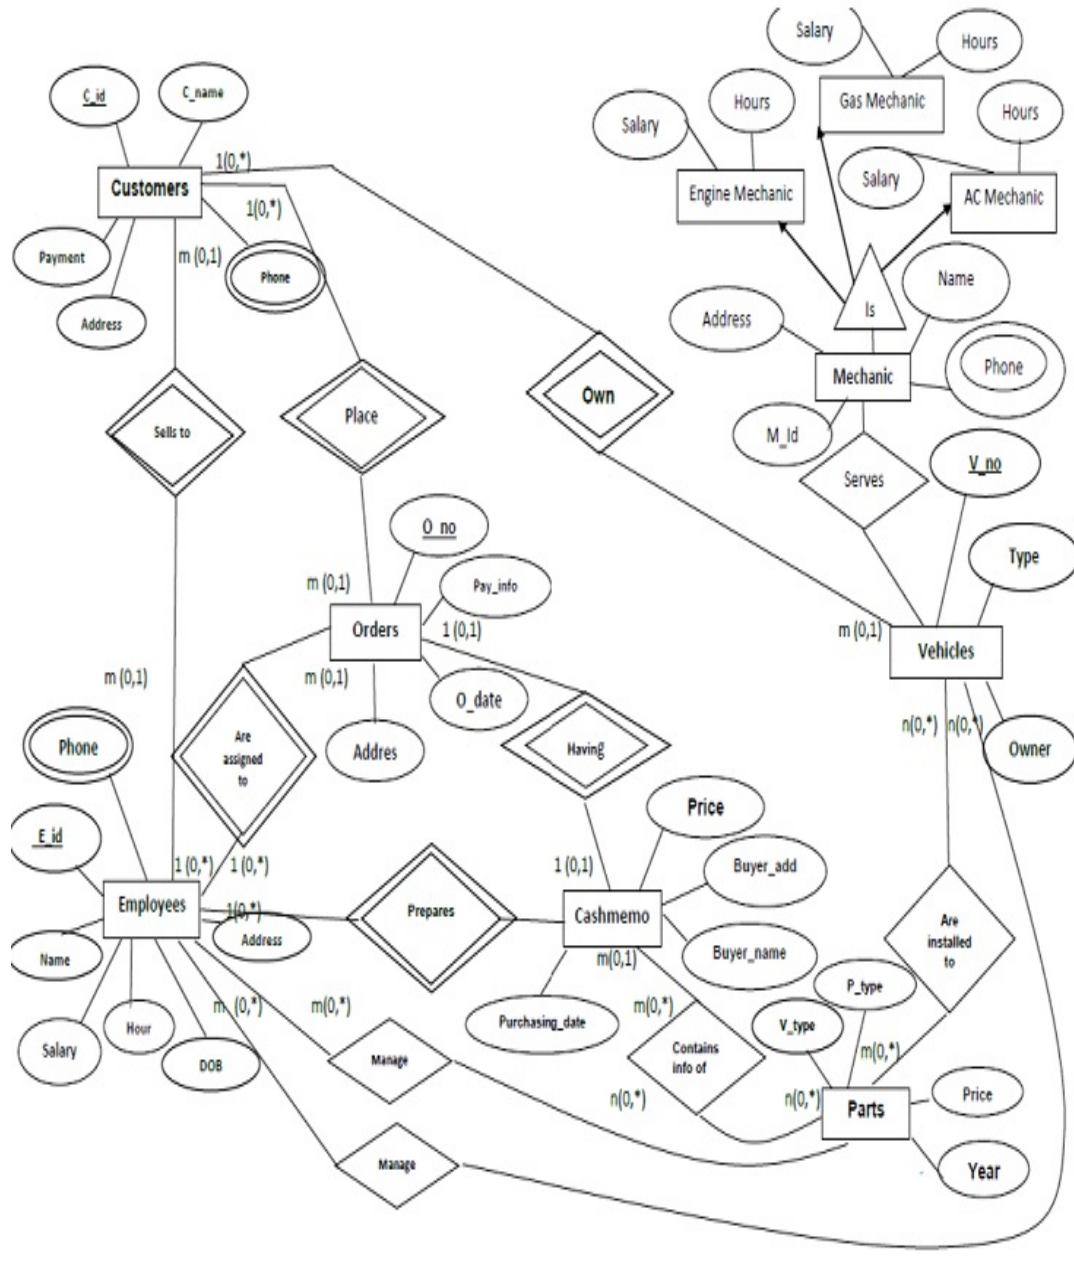 Salary
Hours
Gas Mechanic
C_id
C_name
Salary
Hours
Hours
1(0,*)
Customers
1(0,*)
Salary
Engine Mechanic
AC Mechanic
Payment
m (0,1)
Phone
Address
Is
Name
Address
Mechanic
Phone
Sells to
Place
Own
M_Id
Serves
V_no
O_no
Type
m (0,1)
Pay_info
Orders
1 (0,1)
m (0,1)
Vehicles
m (0,1)
m (0,1)
O_date
Phone
Are
assigned
to
Addres
Having
n(0,*)
n(0,*)
Owner
E_id
Price
1 (0,*)
1 (0,*)
1 (0,1)
Buyer_add
Employees
1(0,*)
Address
Prepares
Cashmemo
Are
installed
to
Name
m(0,1)
Buyer_name
m (0,*)
m(0,*)
m(0,*)
P_type
Salary
Hour
DOB
Purchasing_date
V_type
Manage
Contains
info of
m(0,*)
n(0,*)
n(0,*)
Parts
Price
Manage
Year